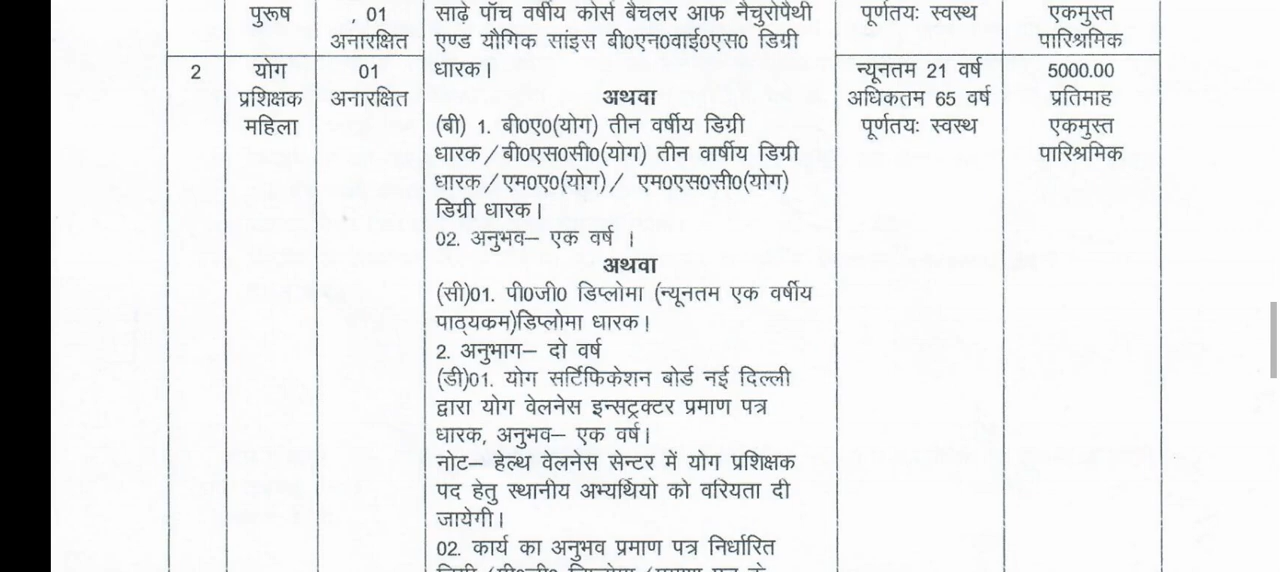 पुरूष , 01 साढ़े पॉच वर्षीय कोर्स बैचलर आफ नैचुरोपैथी पूर्णतयः स्वस्थ एकमुस्त
अनारक्षित एण्ड यौगिक सांइस बी0एन0वाई0एस0 डिग्री पारिश्रमिक
2 योग 01 धारक। न्यूनतम 21 वर्ष 5000.00
प्रशिक्षक अनारक्षित अथवा अधिकतम 65 वर्ष प्रतिमाह
महिला (बी) 1. बी0ए0(योग) तीन वर्षीय डिग्री पूर्णतयः स्वस्थ एकमुस्त
धारक/बी0एस0सी0(योग) तीन वार्षीय डिग्री पारिश्रमिक
धारक/एम0ए0(योग)/ एम0एस0सी0(योग)
डिग्री धारक।
02. अनुभव– एक वर्ष ।
अथवा
(सी)01. पी0जी0 डिप्लोमा (न्यूनतम एक वर्षीय
पाठ्यकम)डिप्लोमा धारक!
2. अनुभाग– दो वर्ष
(डी)01. योग सर्टिफिकेशन बोर्ड नई दिल्ली
द्वारा योग वेलनेस इन्सट्रक्टर प्रमाण पत्र
धारक, अनुभव– एक वर्ष।
नोट– हेल्थ वेलनेस सेन्टर में योग प्रशिक्षक
पद हेतु स्थानीय अभ्यर्थियो को वरियता दी
जायेगी।
02. कार्य का अनुभव प्रमाण पत्र निर्धारित